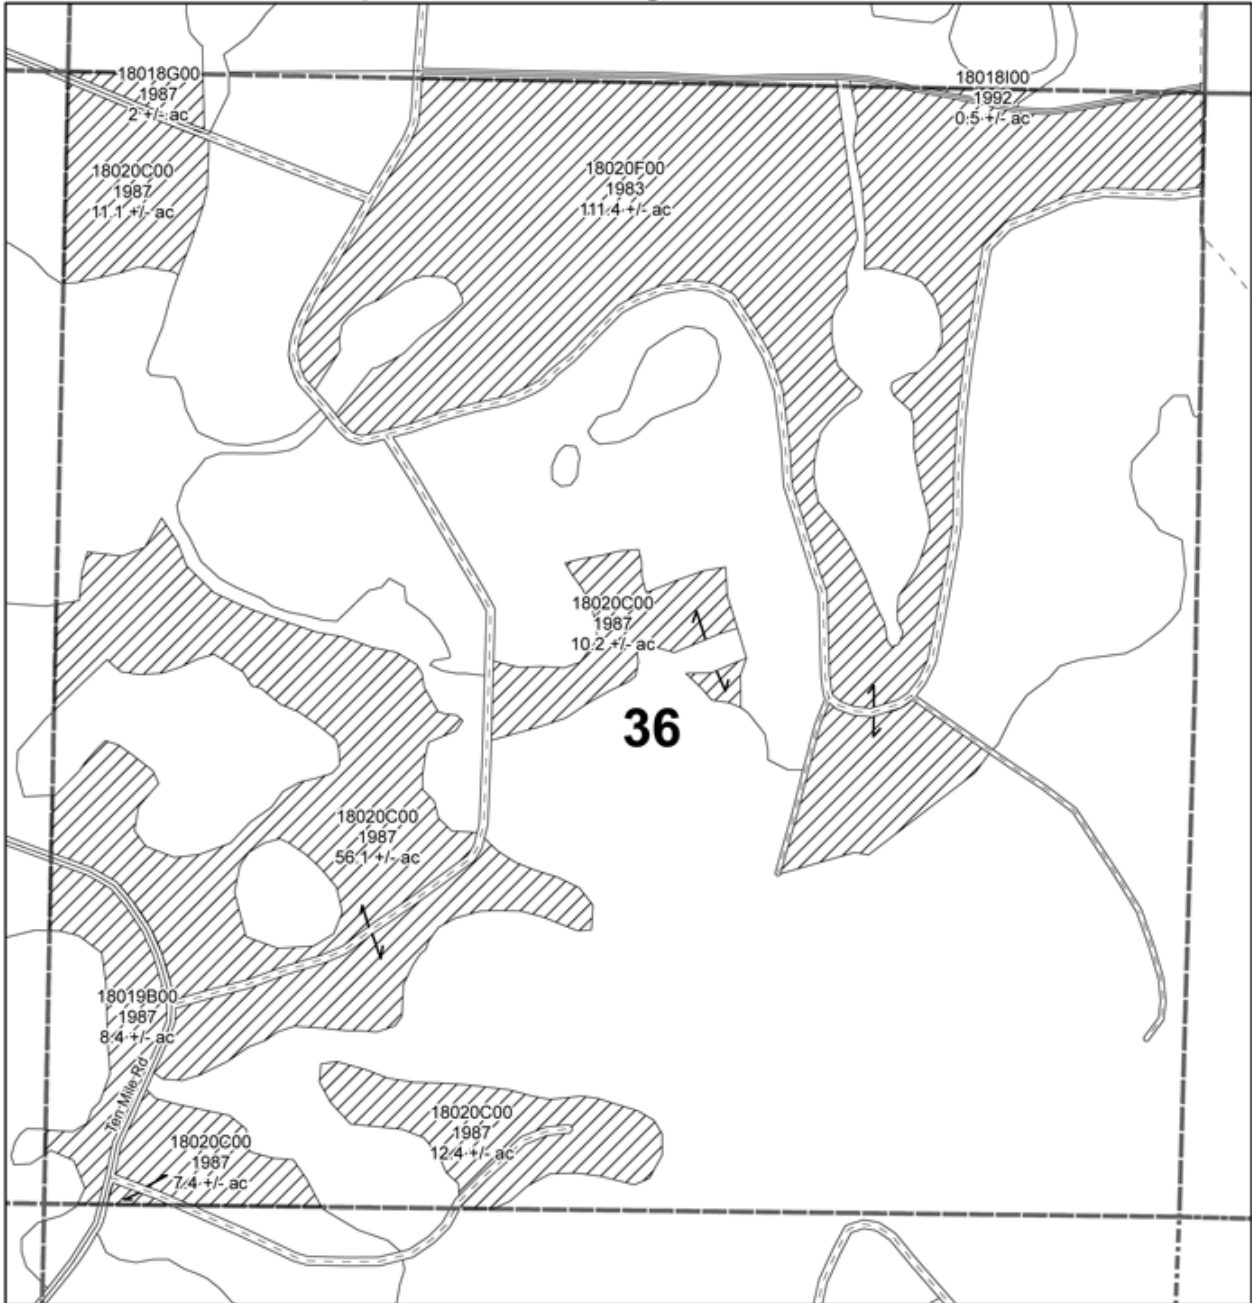 18018G00
1987
2 +/- ac
18018I00
1992
0.5 +/- ac
18020C00
1987
11.1 +/- ac
18020F00
1983
111.4 +/- ac
18020C00
1987
10.2 +/- ac
36
18020C00
1987
56.1 +/- ac
18019B00
1987
8.4 +/- ac
Ten Mile Rd
18020C00
1987
12.4 +/- ac
18020C00
1987
7.4 +/- ac